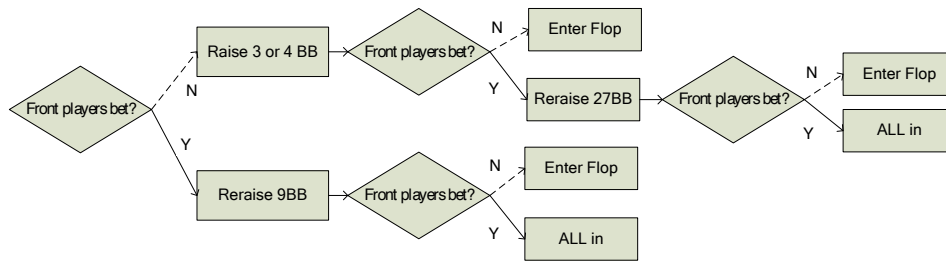 Front players bet?
N
Raise 3 or 4 BB
Front players bet?
N
Enter Flop
Y
Reraise 27BB
Front players bet?
N
Enter Flop
Y
ALL in
Y
Reraise 9BB
Front players bet?
N
Enter Flop
Y
ALL in